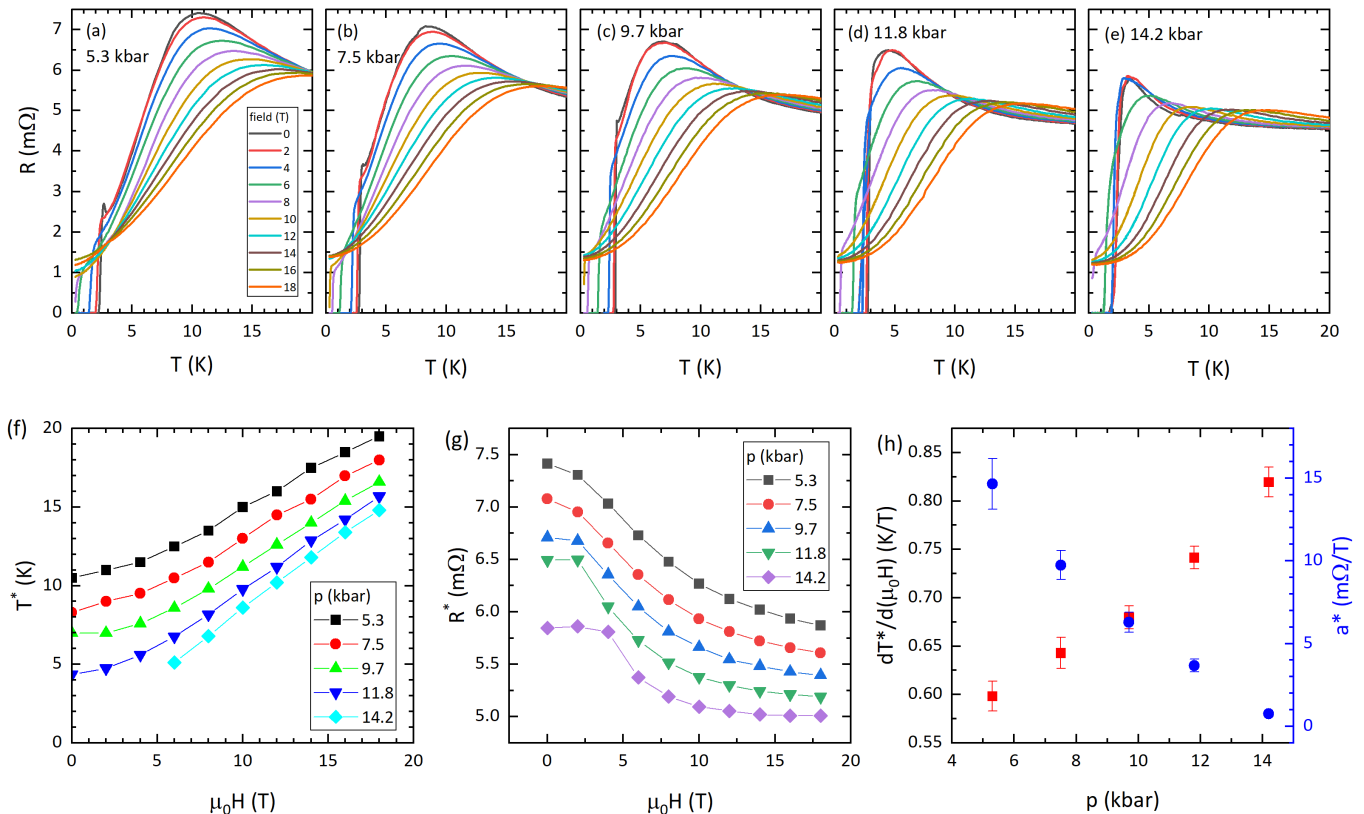 (a)
5.3 kbar
(b)
7.5 kbar
(c) 9.7 kbar
(d) 11.8 kbar
(e) 14.2 kbar
R (mΩ)
7
6
5
4
3
2
1
0
field (T)
0
2
4
6
8
10
12
14
16
18
0 5 10 15
0 5 10 15
0 5 10 15
0 5 10 15
0 5 10 15 20
T (K)
T (K)
T (K)
T (K)
T (K)
(f)
T* (K)
20
15
10
5
0
p (kbar)
5.3
7.5
9.7
11.8
14.2
0 5 10 15 20
μ₀H (T)
(g)
R* (mΩ)
7.5
7.0
6.5
6.0
5.5
5.0
p (kbar)
5.3
7.5
9.7
11.8
14.2
0 5 10 15 20
μ₀H (T)
(h)
dT*/d(μ₀H) (K/T)
0.85
0.80
0.75
0.70
0.65
0.60
0.55
4 6 8 10 12 14
p (kbar)
15
10
5
0
a* (mΩ/T)